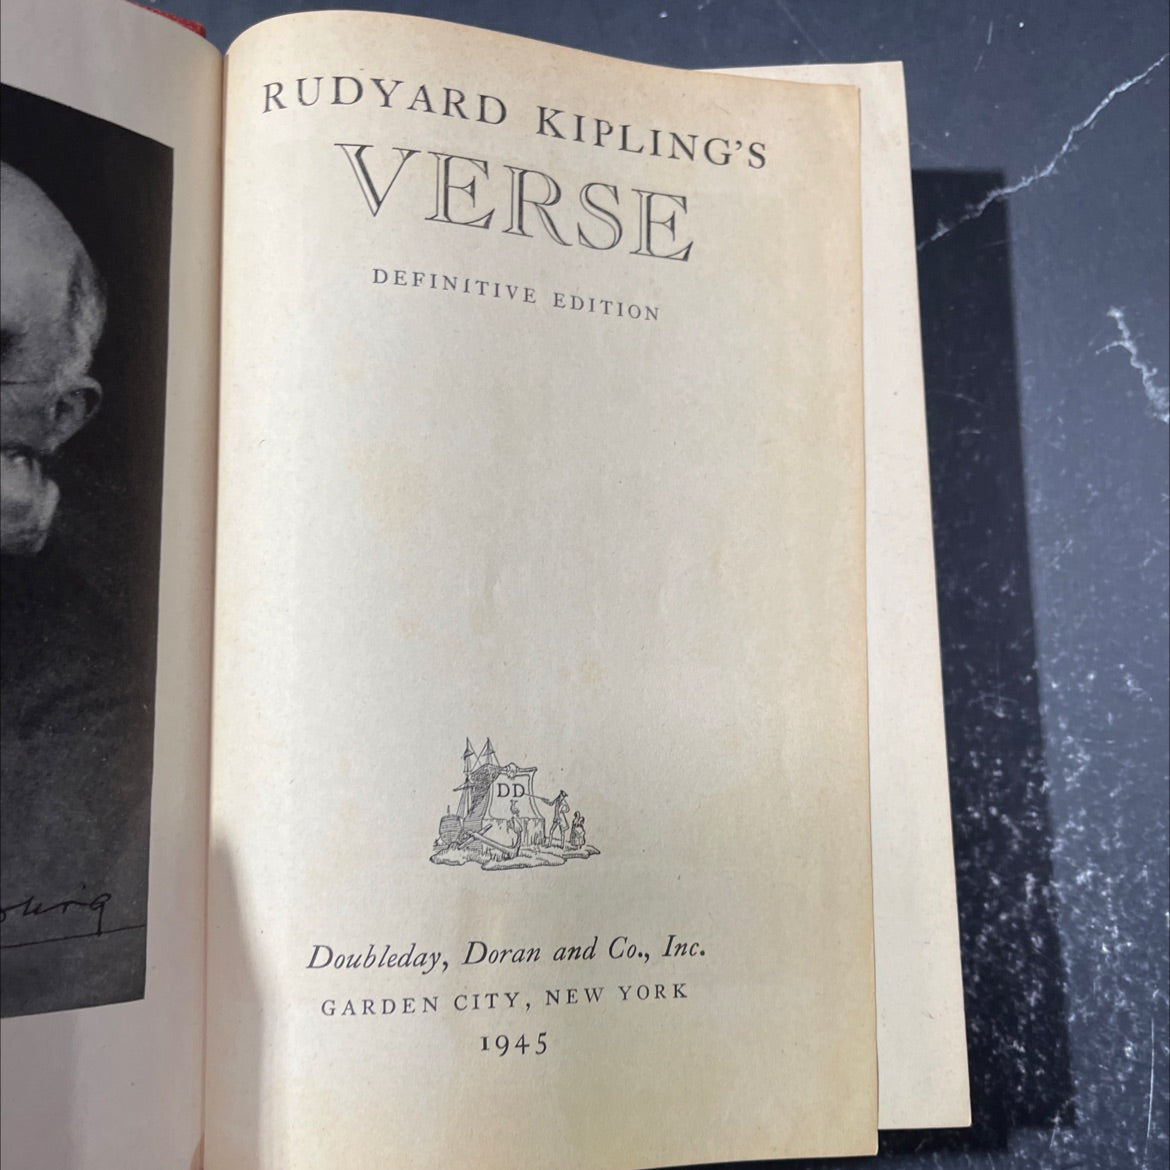 RUDYARD KIPLING'S
VERSE
DEFINITIVE EDITION
DD
Doubleday, Doran and Co., Inc.
GARDEN CITY, NEW YORK
1945